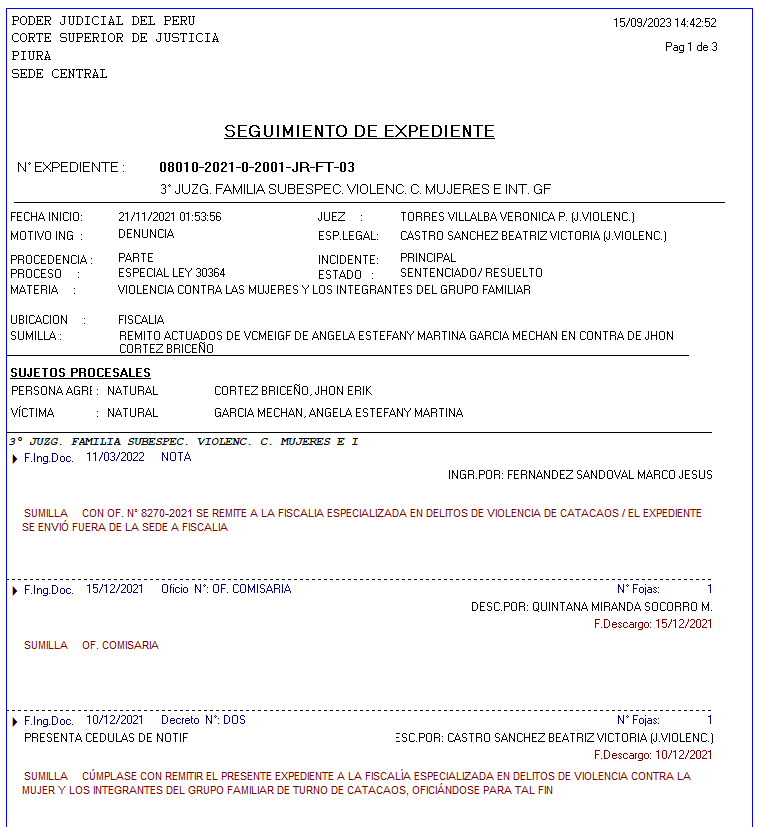 PODER JUDICIAL DEL PERU
CORTE SUPERIOR DE JUSTICIA
PIURA
SEDE CENTRAL
15/09/2023 14:42:52
Pag 1 de 3
SEGUIMIENTO DE EXPEDIENTE
N° EXPEDIENTE : 08010-2021-0-2001-JR-FT-03
3° JUZG. FAMILIA SUBESPEC. VIOLENC. C. MUJERES E INT. GF
FECHA INICIO: 21/11/2021 01:53:56 JUEZ : TORRES VILLALBA VERONICA P. (J.VIOLENC.)
MOTIVO ING : DENUNCIA ESP.LEGAL: CASTRO SANCHEZ BEATRIZ VICTORIA (J.VIOLENC.)
PROCEDENCIA : PARTE INCIDENTE: PRINCIPAL
PROCESO : ESPECIAL LEY 30364 ESTADO : SENTENCIADO/ RESUELTO
MATERIA : VIOLENCIA CONTRA LAS MUJERES Y LOS INTEGRANTES DEL GRUPO FAMILIAR
UBICACION : FISCALIA
SUMILLA : REMITO ACTUADOS DE VCMEIGF DE ANGELA ESTEFANY MARTINA GARCIA MECHAN EN CONTRA DE JHON
CORTEZ BRICEÑO
SUJETOS PROCESALES
PERSONA AGRE : NATURAL CORTEZ BRICEÑO, JHON ERIK
VÍCTIMA : NATURAL GARCIA MECHAN, ANGELA ESTEFANY MARTINA
3° JUZG. FAMILIA SUBESPEC. VIOLENC. C. MUJERES E I
F.Ing.Doc. 11/03/2022 NOTA
INGR.POR: FERNANDEZ SANDOVAL MARCO JESUS
SUMILLA CON OF. N° 8270-2021 SE REMITE A LA FISCALIA ESPECIALIZADA EN DELITOS DE VIOLENCIA DE CATACAOS / EL EXPEDIENTE
SE ENVIÓ FUERA DE LA SEDE A FISCALIA
F.Ing.Doc. 15/12/2021 Oficio N°: OF. COMISARIA N° Fojas: 1
DESC.POR: QUINTANA MIRANDA SOCORRO M.
F.Descargo: 15/12/2021
SUMILLA OF. COMISARIA
F.Ing.Doc. 10/12/2021 Decreto N°: DOS N° Fojas: 1
PRESENTA CEDULAS DE NOTIF ESC.POR: CASTRO SANCHEZ BEATRIZ VICTORIA (J.VIOLENC.)
F.Descargo: 10/12/2021
SUMILLA CÚMPLASE CON REMITIR EL PRESENTE EXPEDIENTE A LA FISCALÍA ESPECIALIZADA EN DELITOS DE VIOLENCIA CONTRA LA
MUJER Y LOS INTEGRANTES DEL GRUPO FAMILIAR DE TURNO DE CATACAOS, OFICIÁNDOSE PARA TAL FIN